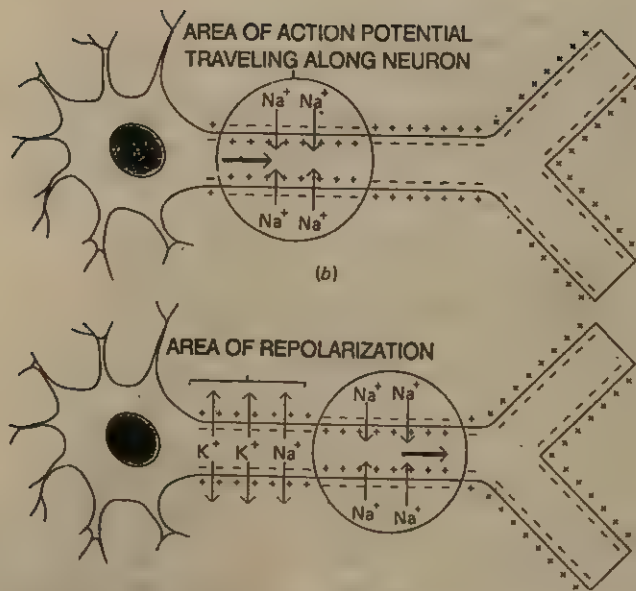 AREA OF ACTION POTENTIAL
TRAVELING ALONG NEURON
Na⁺ Na⁺
Na⁺ Na⁺
(b)
AREA OF REPOLARIZATION
Na⁺ Na⁺
K⁺ K⁺ Na⁺
Na⁺ Na⁺